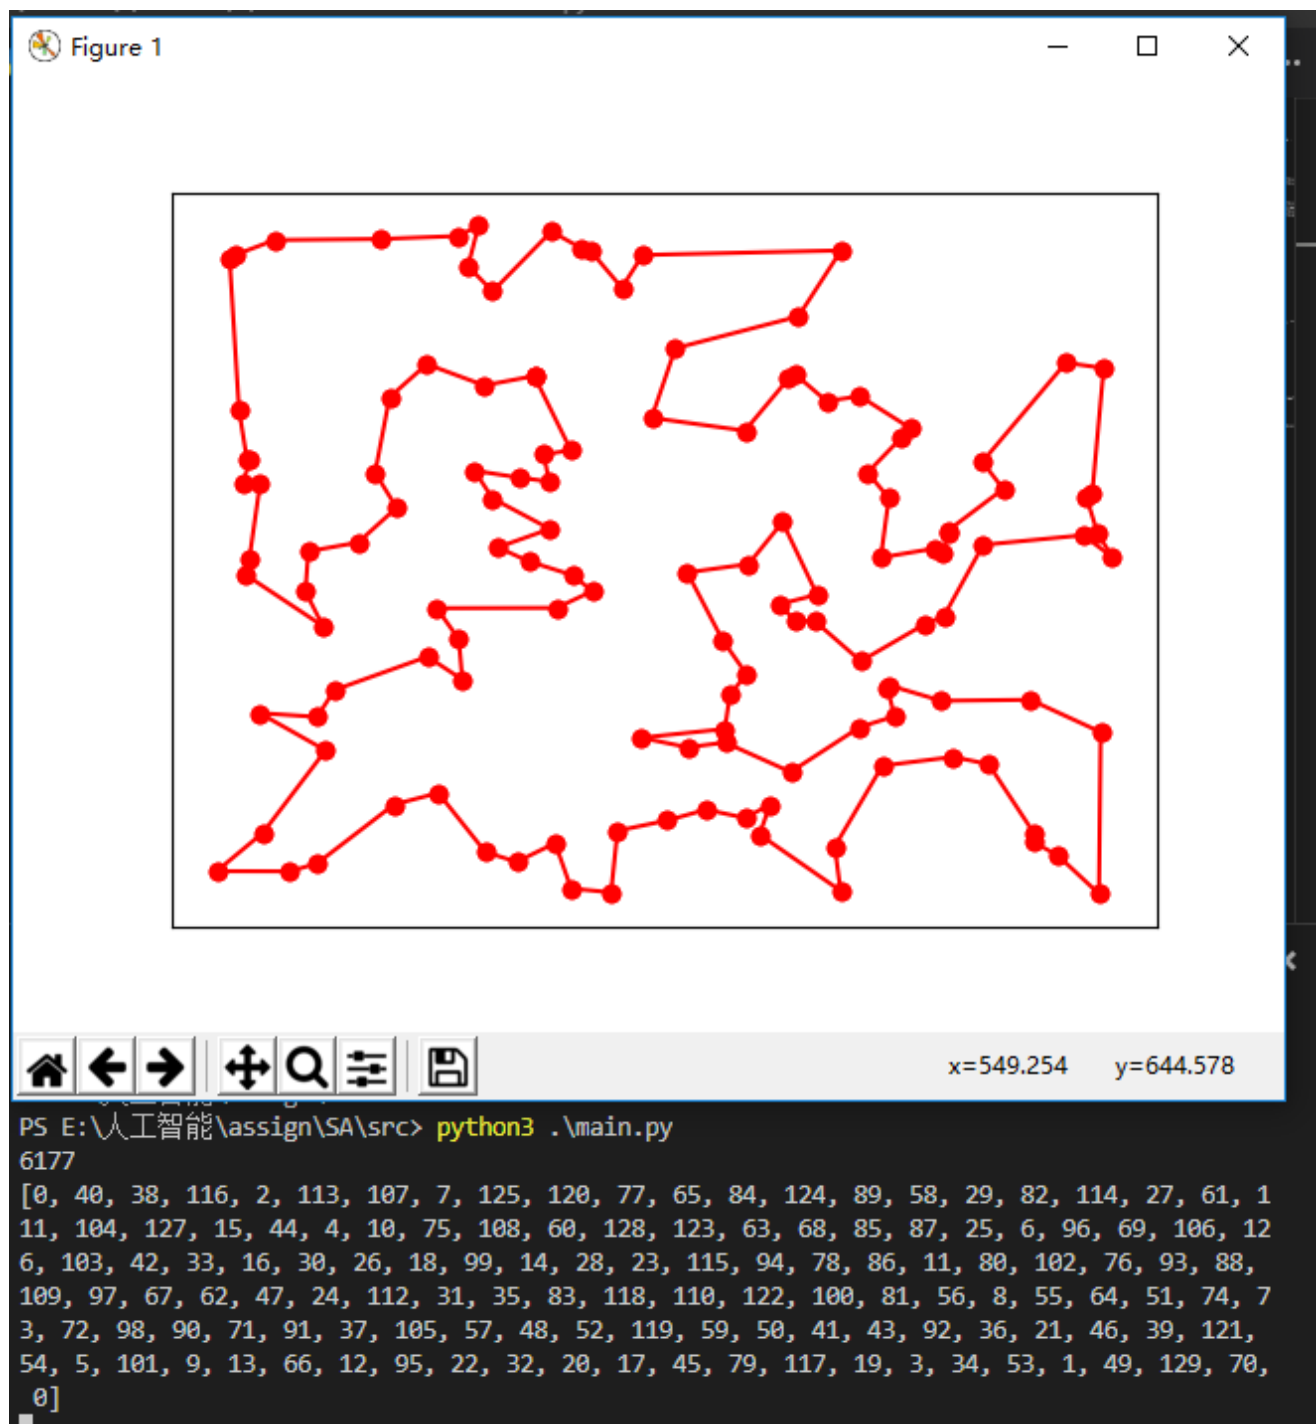 Figure 1
x=549.254 y=644.578
PS E:\人工智能\assign\SA\src> python3 .\main.py
6177
[0, 40, 38, 116, 2, 113, 107, 7, 125, 120, 77, 65, 84, 124, 89, 58, 29, 82, 114, 27, 61, 1
11, 104, 127, 15, 44, 4, 10, 75, 108, 60, 128, 123, 63, 68, 85, 87, 25, 6, 96, 69, 106, 12
6, 103, 42, 33, 16, 30, 26, 18, 99, 14, 28, 23, 115, 94, 78, 86, 11, 80, 102, 76, 93, 88,
109, 97, 67, 62, 47, 24, 112, 31, 35, 83, 118, 110, 122, 100, 81, 56, 8, 55, 64, 51, 74, 7
3, 72, 98, 90, 71, 91, 37, 105, 57, 48, 52, 119, 59, 50, 41, 43, 92, 36, 21, 46, 39, 121,
54, 5, 101, 9, 13, 66, 12, 95, 22, 32, 20, 17, 45, 79, 117, 19, 3, 34, 53, 1, 49, 129, 70,
0]